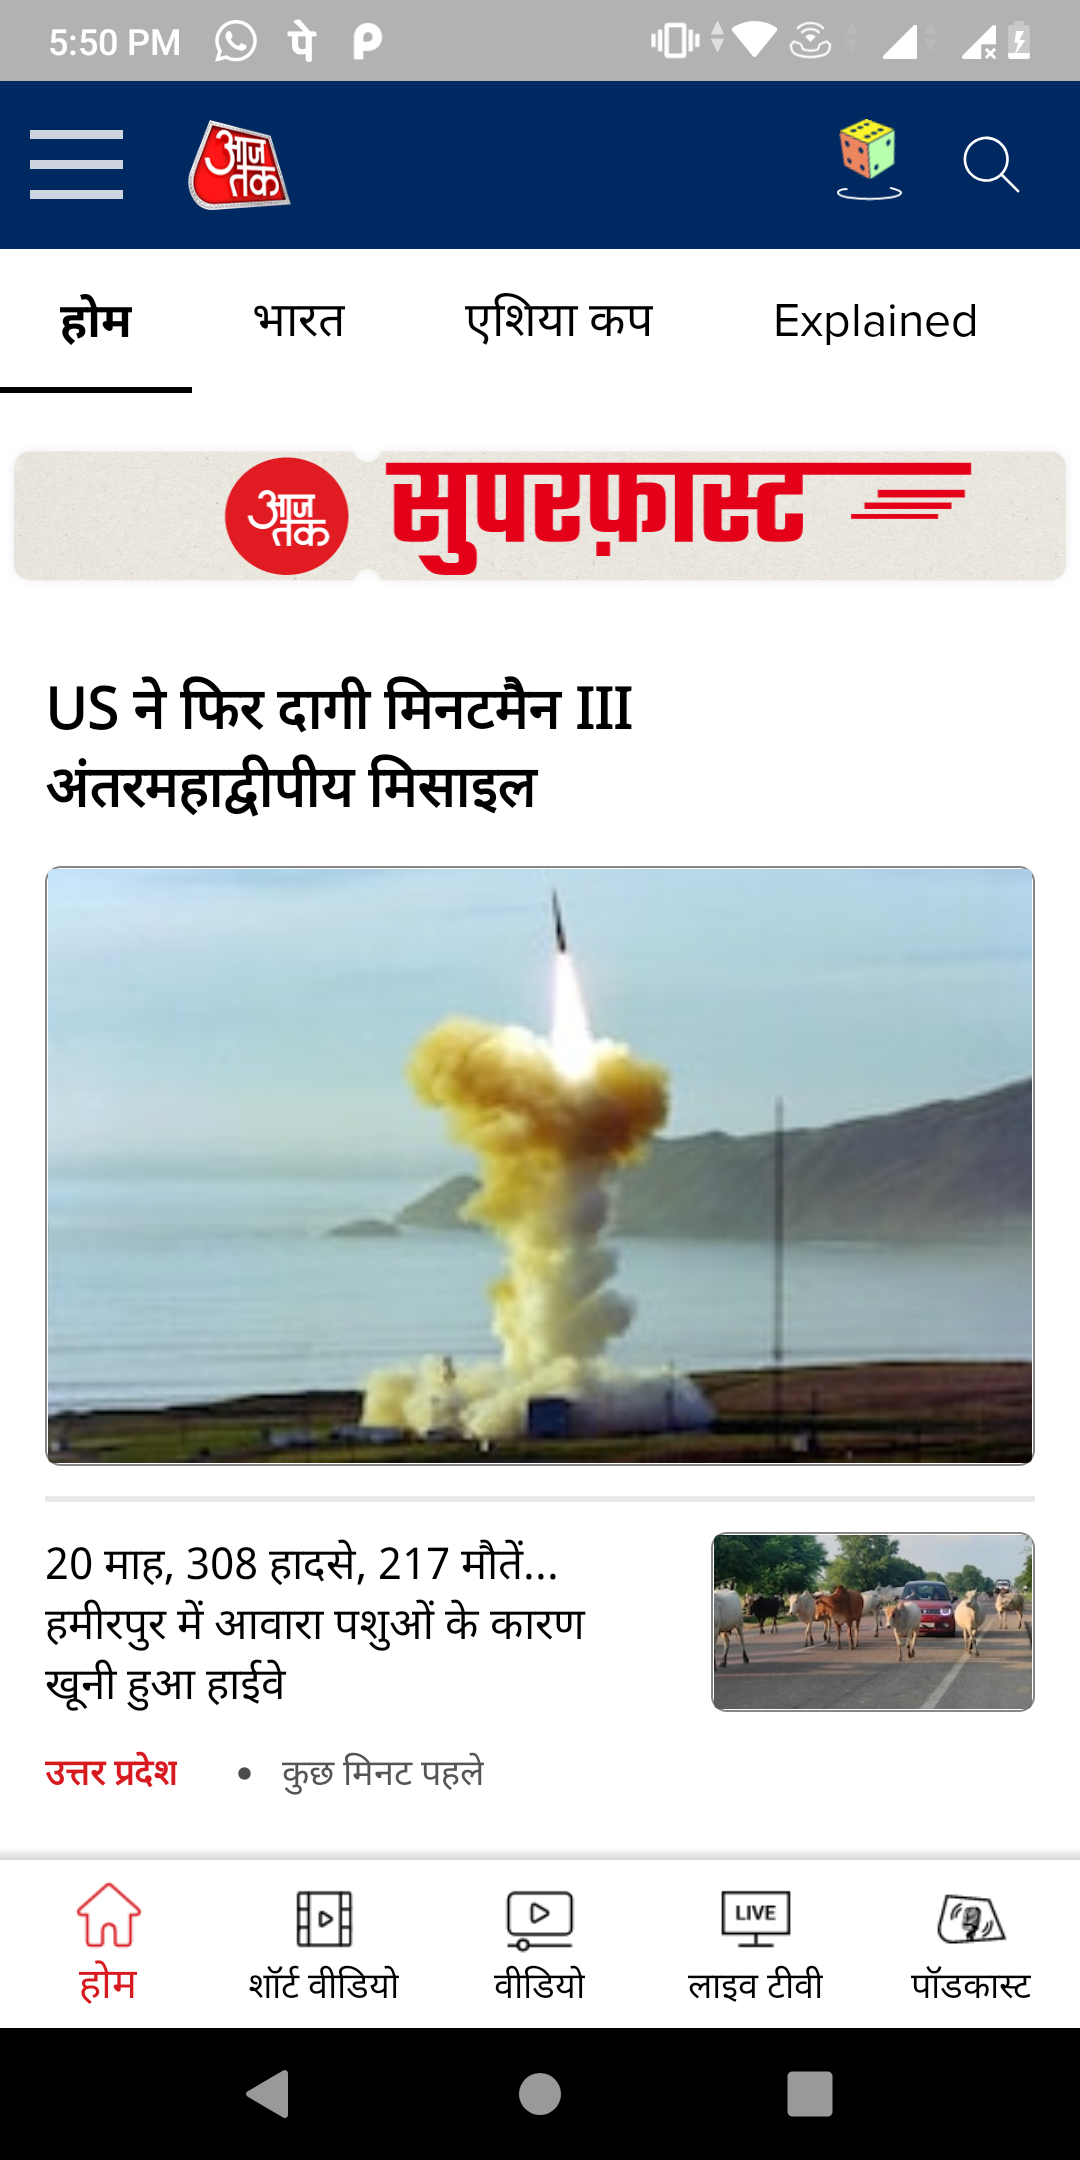 5:50 PM पे
आज तक
होम भारत एशिया कप Explained
आज तक सुपरफ़ास्ट
US ने फिर दागी मिनटमैन III
अंतरमहाद्वीपीय मिसाइल
20 माह, 308 हादसे, 217 मौतें...
हमीरपुर में आवारा पशुओं के कारण
खूनी हुआ हाईवे
उत्तर प्रदेश • कुछ मिनट पहले
LIVE
होम शॉर्ट वीडियो वीडियो लाइव टीवी पॉडकास्ट